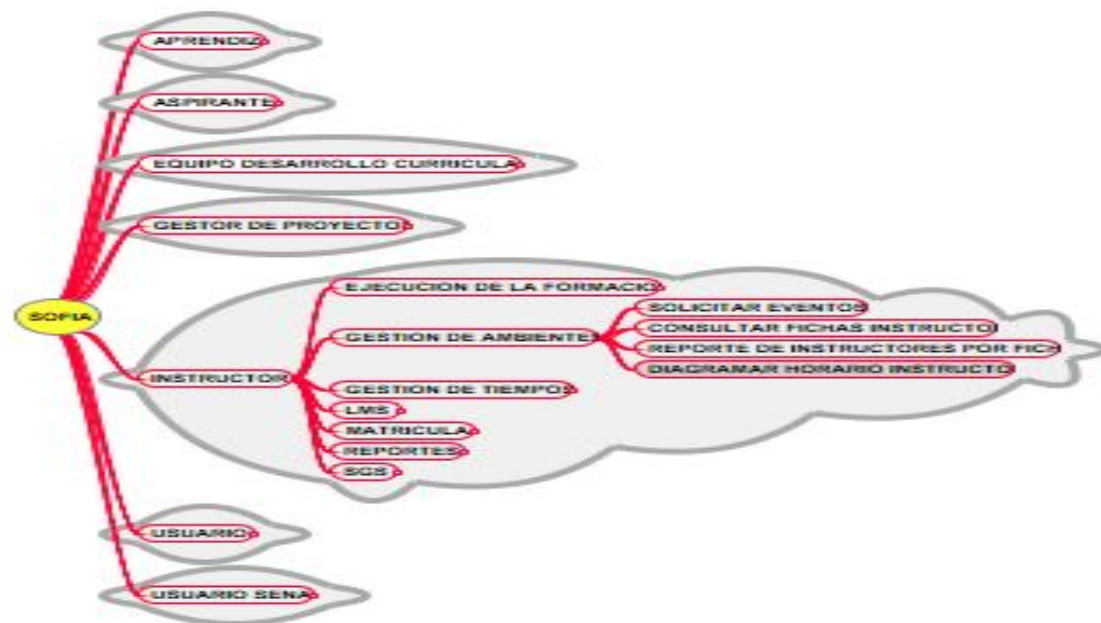 APRENDIZ
ASPIRANTE
EQUIPO DESARROLLO CURRICULA
GESTOR DE PROYECTO
EJECUCIÓN DE LA FORMACIO
SOLICITAR EVENTOS
SOFIA
GESTION DE AMBIENTE
CONSULTAR FICHAS INSTRUCTO
REPORTE DE INSTRUCTORES POR FICH
DIAGRAMAR HORARIO INSTRUCTO
INSTRUCTOR
GESTION DE TIEMPOS
LMS
MATRICULA
REPORTES
SGS
USUARIO
USUARIO SENA